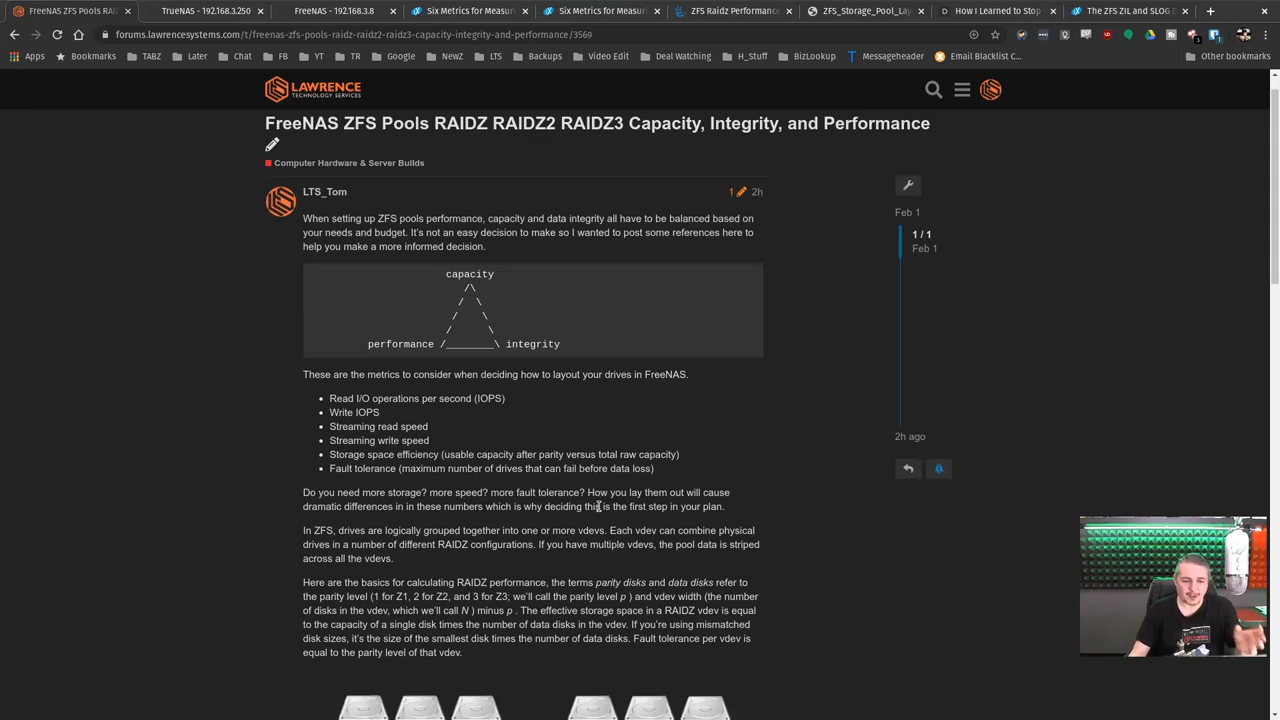 FreeNAS ZFS Pools RAI
TrueNAS - 192.168.3.250
FreeNAS - 192.168.3.8
Six Metrics for Measuri
Six Metrics for Measuri
ZFS Raidz Performance
ZFS_Storage_Pool_Lay
How I Learned to Stop
The ZFS ZIL and SLOG
forums.lawrencesystems.com/t/freenas-zfs-pools-raidz-raidz2-raidz3-capacity-integrity-and-performance/3569
Apps
Bookmarks
TABZ
Later
Chat
FB
YT
TR
Google
NewZ
LTS
Backups
Video Edit
Deal Watching
H_Stuff
BizLookup
Messageheader
Email Blacklist C...
Other bookmarks
LAWRENCE
TECHNOLOGY SERVICES
FreeNAS ZFS Pools RAIDZ RAIDZ2 RAIDZ3 Capacity, Integrity, and Performance
Computer Hardware & Server Builds
LTS_Tom
1
2h
When setting up ZFS pools performance, capacity and data integrity all have to be balanced based on
your needs and budget. It's not an easy decision to make so I wanted to post some references here to
help you make a more informed decision.
capacity
/\
/ \
/ \
/ \
performance /________\ integrity
These are the metrics to consider when deciding how to layout your drives in FreeNAS.
• Read I/O operations per second (IOPS)
• Write IOPS
• Streaming read speed
• Streaming write speed
• Storage space efficiency (usable capacity after parity versus total raw capacity)
• Fault tolerance (maximum number of drives that can fail before data loss)
Do you need more storage? more speed? more fault tolerance? How you lay them out will cause
dramatic differences in in these numbers which is why deciding this is the first step in your plan.
In ZFS, drives are logically grouped together into one or more vdevs. Each vdev can combine physical
drives in a number of different RAIDZ configurations. If you have multiple vdevs, the pool data is striped
across all the vdevs.
Here are the basics for calculating RAIDZ performance, the terms parity disks and data disks refer to
the parity level (1 for Z1, 2 for Z2, and 3 for Z3; we'll call the parity level p ) and vdev width (the number
of disks in the vdev, which we'll call N ) minus p . The effective storage space in a RAIDZ vdev is equal
to the capacity of a single disk times the number of data disks in the vdev. If you're using mismatched
disk sizes, it's the size of the smallest disk times the number of data disks. Fault tolerance per vdev is
equal to the parity level of that vdev.
Feb 1
1 / 1
Feb 1
2h ago